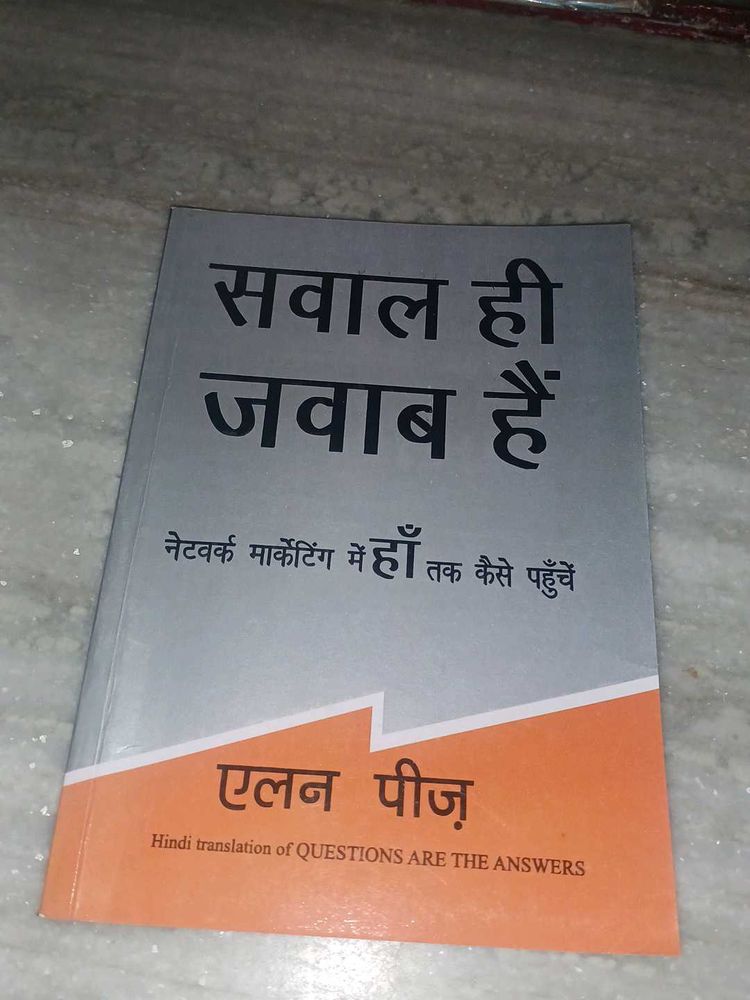 सवाल ही
जवाब हैं
नेटवर्क मार्केटिंग में हाँ तक कैसे पहुँचें
एलन पीज़
Hindi translation of QUESTIONS ARE THE ANSWERS